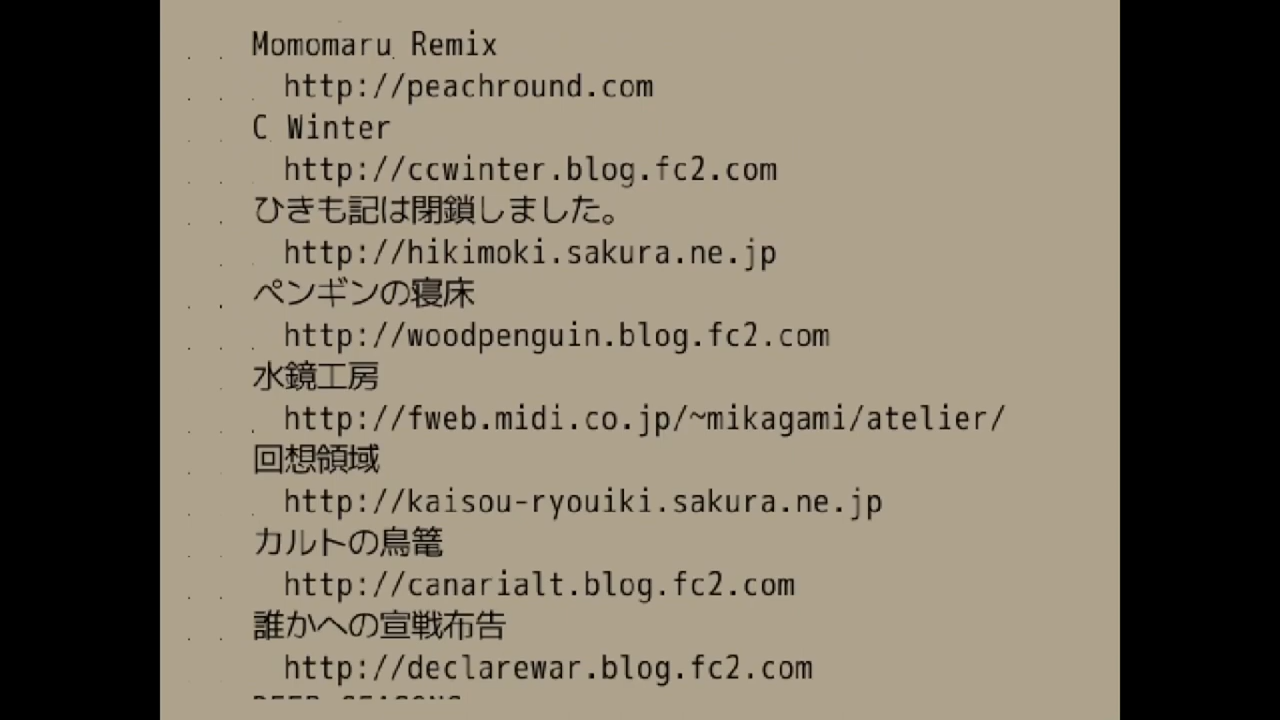 Momomaru Remix
http://peachround.com
C Winter
http://ccwinter.blog.fc2.com
ひきも記は閉鎖しました。
http://hikimoki.sakura.ne.jp
ペンギンの寝床
http://woodpenguin.blog.fc2.com
水鏡工房
http://fweb.midi.co.jp/~mikagami/atelier/
回想領域
http://kaisou-ryouiki.sakura.ne.jp
カルトの鳥篭
http://canarialt.blog.fc2.com
誰かへの宣戦布告
http://declarewar.blog.fc2.com